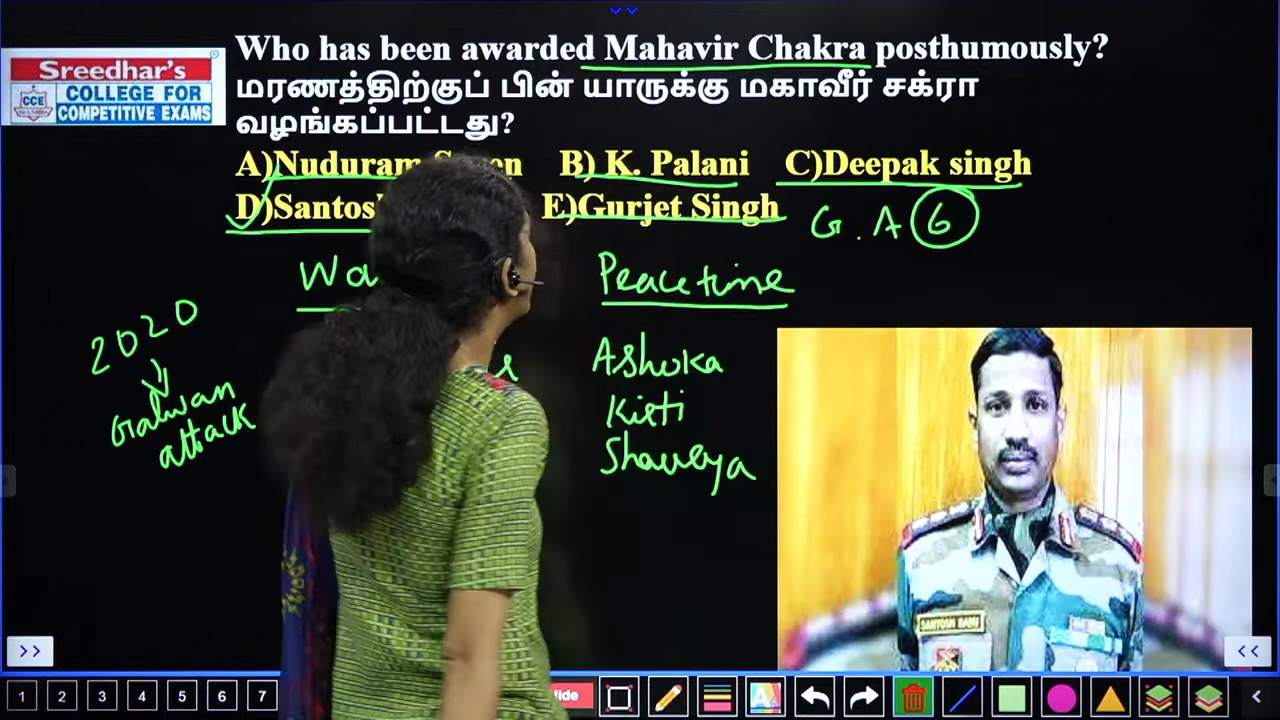 Sreedhar's
CCE
COLLEGE FOR
COMPETITIVE EXAMS
Who has been awarded Mahavir Chakra posthumously?
மரணத்திற்குப் பின் யாருக்கு மகாவீர் சக்ரா
வழங்கப்பட்டது?
A)Nuduram B) K. Palani C)Deepak singh
D)Santosh E)Gurjet Singh
G.A 6
Peacetime
2020
Galwan
attack
Ashoka
Kirti
Shaurya
SANTOSH BABU
>>
<<
1 2 3 4 5 6 7